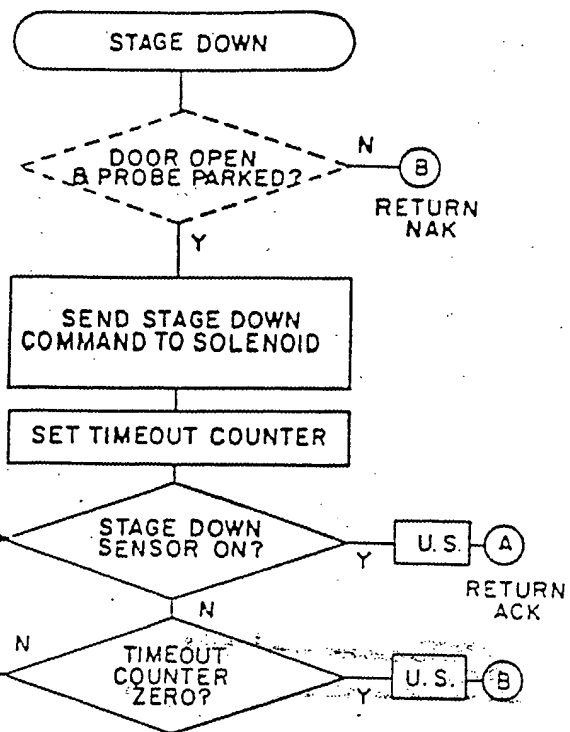 STAGE DOWN
DOOR OPEN
& PROBE PARKED?
N
B
RETURN
NAK
Y
SEND STAGE DOWN
COMMAND TO SOLENOID
SET TIMEOUT COUNTER
STAGE DOWN
SENSOR ON?
Y
U.S.
A
RETURN
ACK
N
N
TIMEOUT
COUNTER
ZERO?
Y
U.S.
B